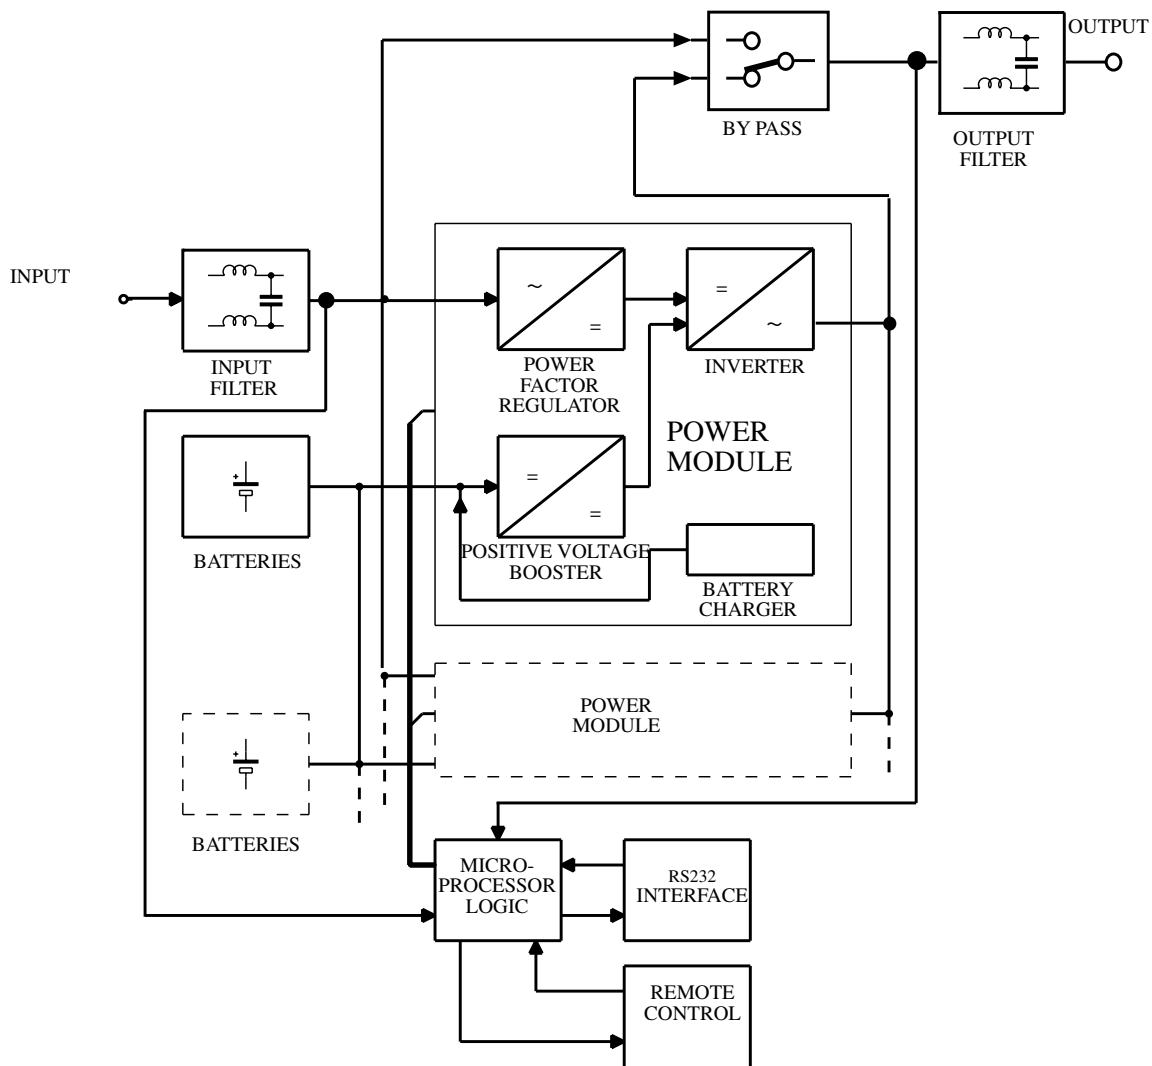 OUTPUT
BY PASS
OUTPUT
FILTER
INPUT
~
=
=
~
INPUT
FILTER
POWER
FACTOR
REGULATOR
INVERTER
POWER
MODULE
+
=
=
BATTERIES
POSITIVE VOLTAGE
BOOSTER
BATTERY
CHARGER
POWER
MODULE
+
BATTERIES
MICRO-
PROCESSOR
LOGIC
RS232
INTERFACE
REMOTE
CONTROL